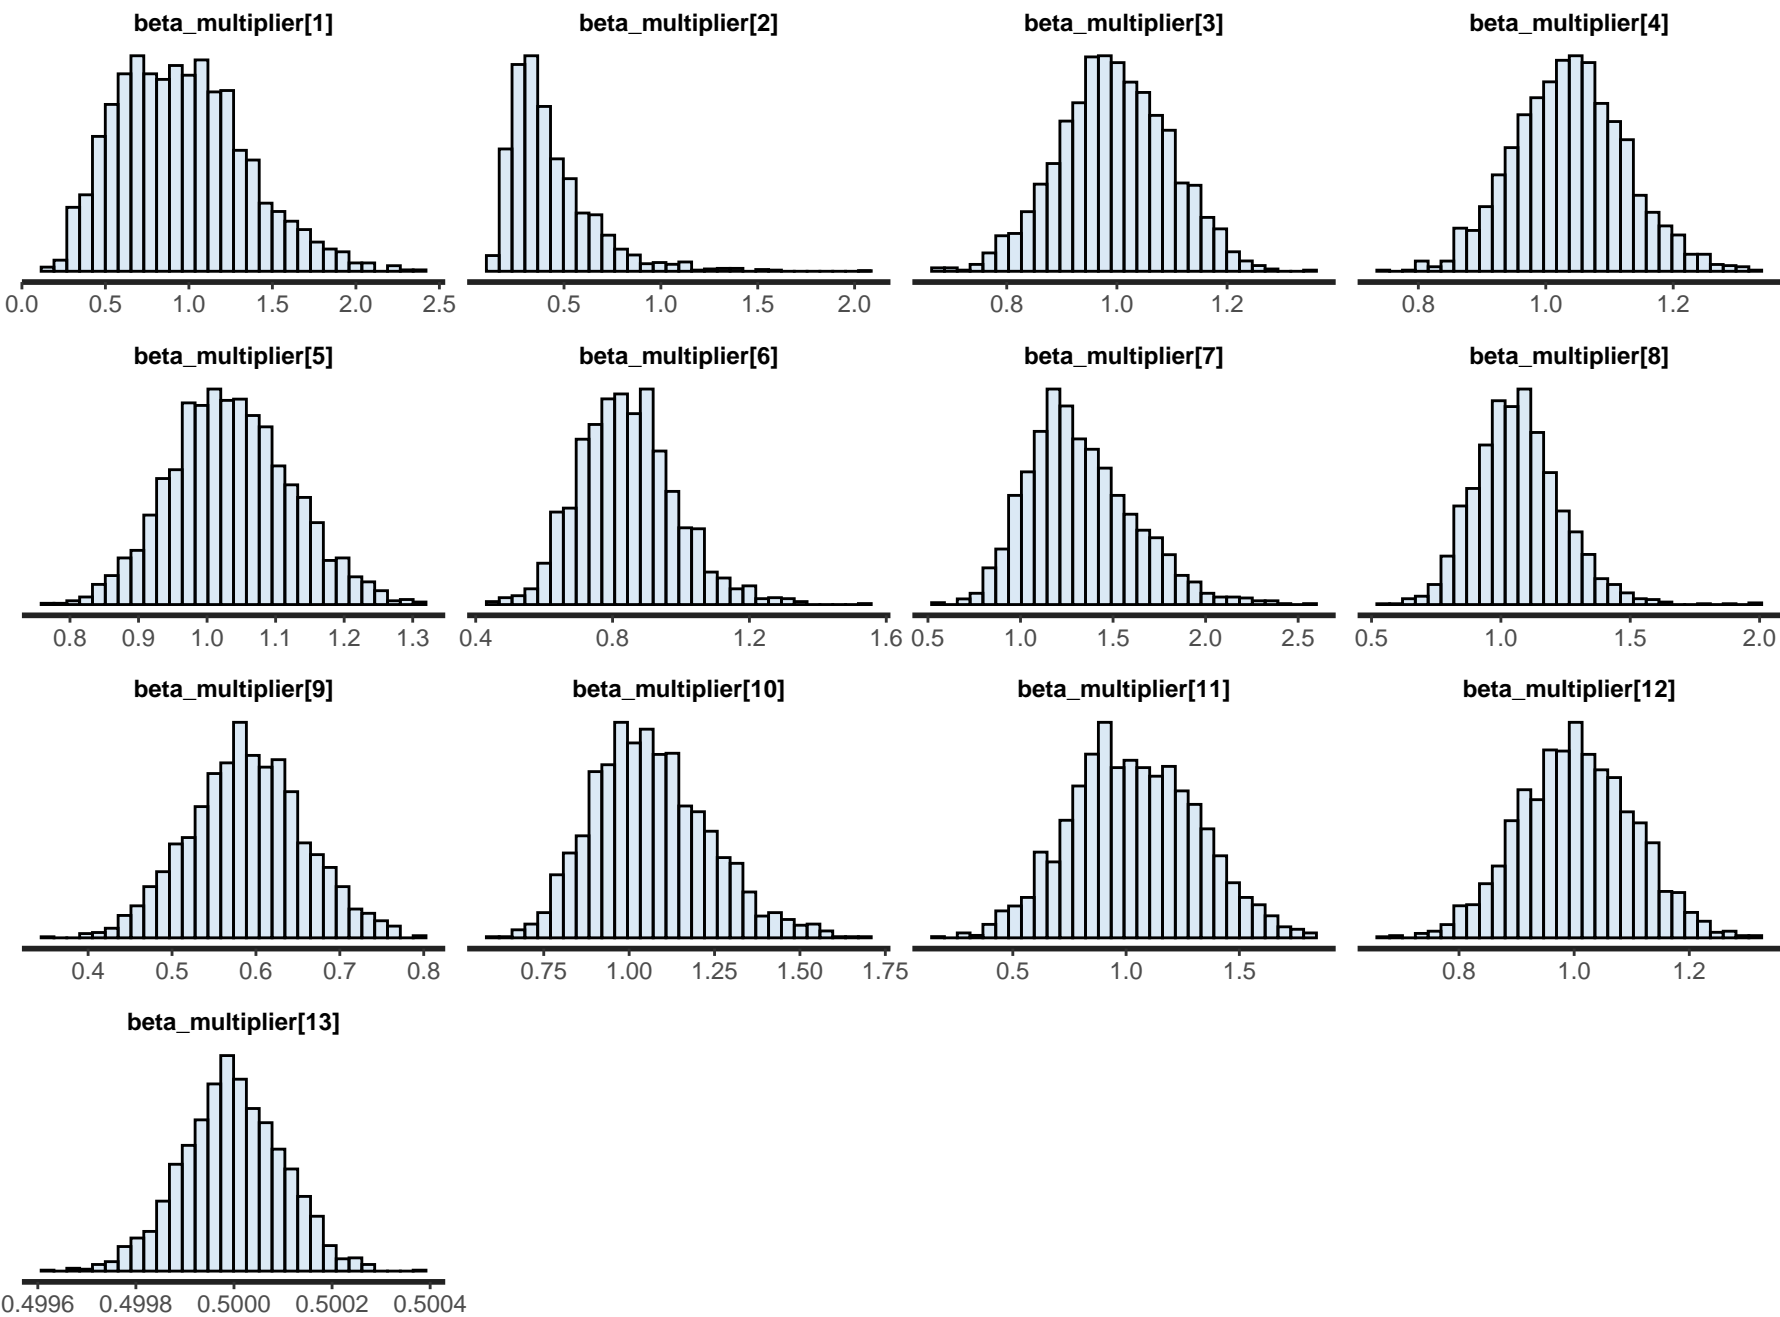 beta_multiplier[1] beta_multiplier[2] beta_multiplier[3] beta_multiplier[4]
0.0 0.5 1.0 1.5 2.0 2.5 0.5 1.0 1.5 2.0 0.8 1.0 1.2 0.8 1.0 1.2
beta_multiplier[5] beta_multiplier[6] beta_multiplier[7] beta_multiplier[8]
0.8 0.9 1.0 1.1 1.2 1.3 0.4 0.8 1.2 1.6 0.5 1.0 1.5 2.0 2.5 0.5 1.0 1.5 2.0
beta_multiplier[9] beta_multiplier[10] beta_multiplier[11] beta_multiplier[12]
0.4 0.5 0.6 0.7 0.8 0.75 1.00 1.25 1.50 1.75 0.5 1.0 1.5 0.8 1.0 1.2
beta_multiplier[13]
0.4996 0.4998 0.5000 0.5002 0.5004